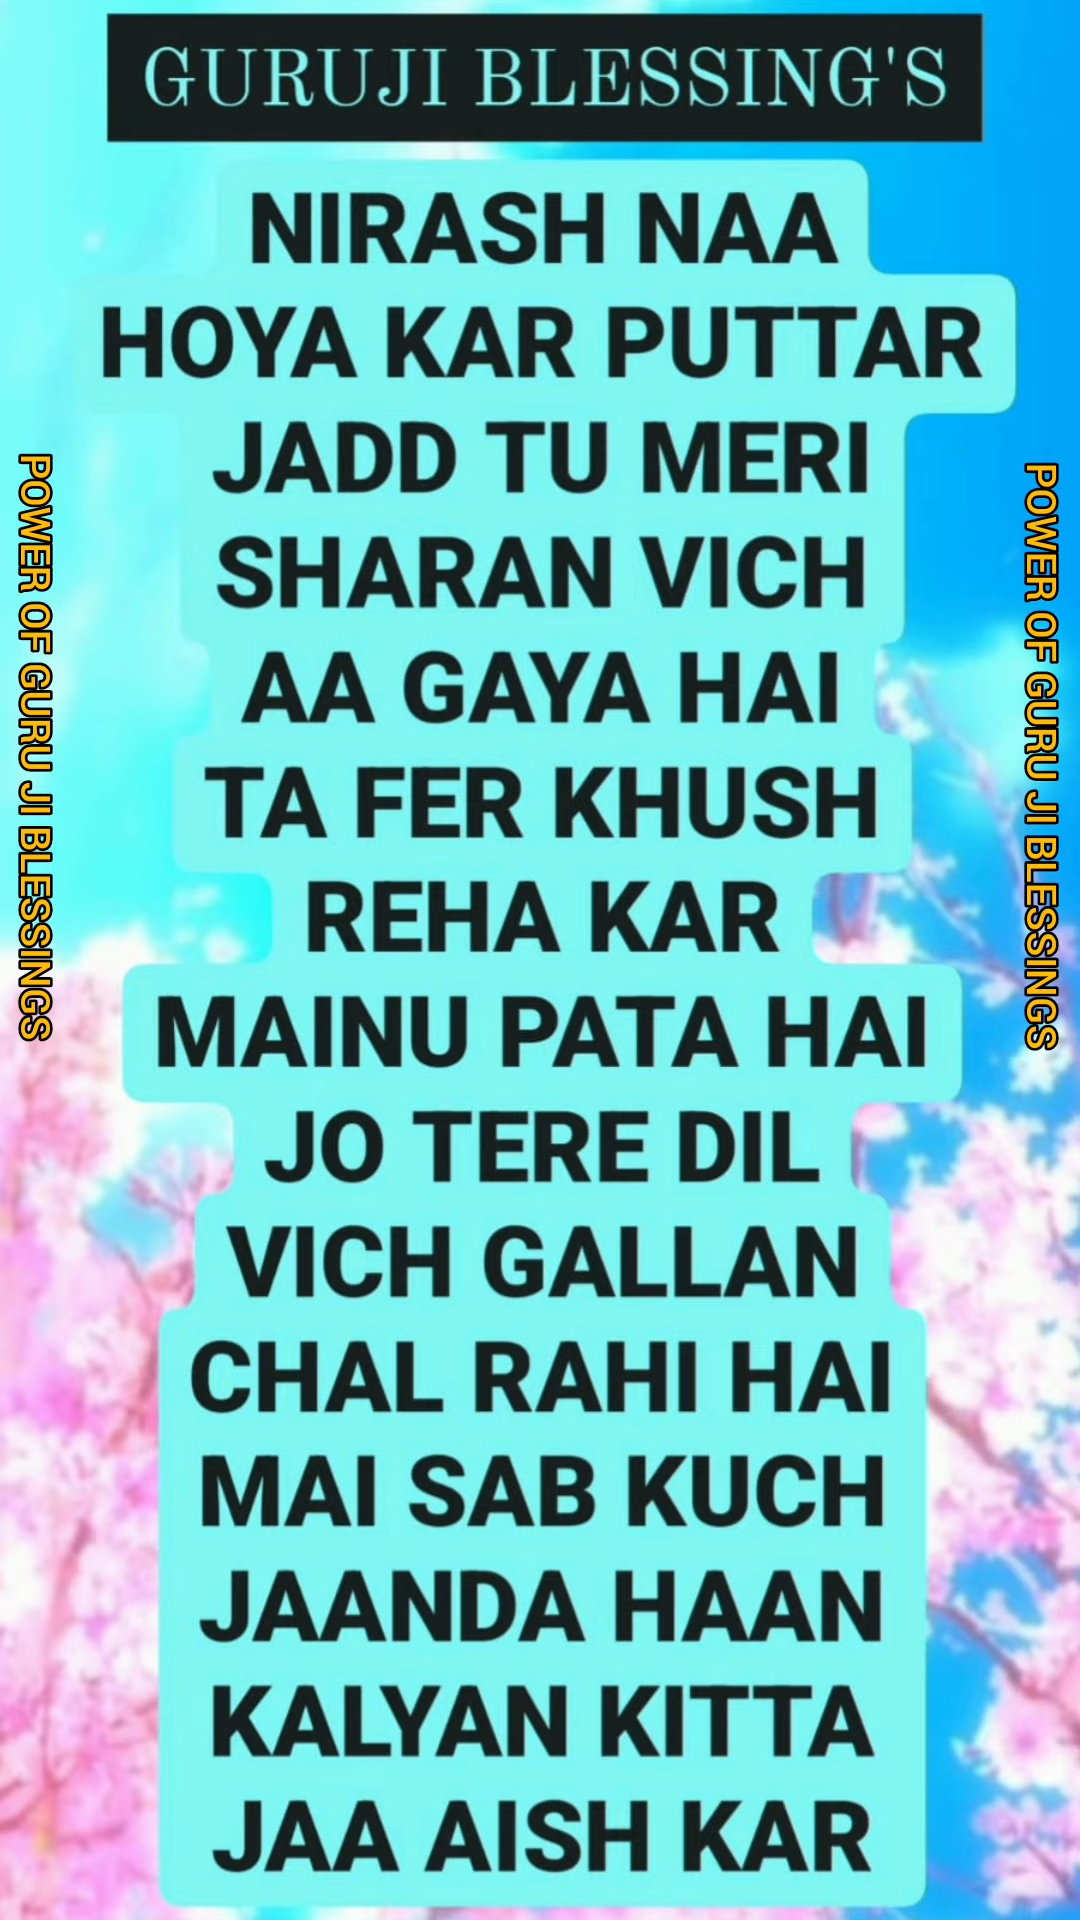 GURUJI BLESSING'S
NIRASH NAA
HOYA KAR PUTTAR
JADD TU MERI
SHARAN VICH
AA GAYA HAI
TA FER KHUSH
REHA KAR
MAINU PATA HAI
JO TERE DIL
VICH GALLAN
CHAL RAHI HAI
MAI SAB KUCH
JAANDA HAAN
KALYAN KITTA
JAA AISH KAR
POWER OF GURU JI BLESSINGS
POWER OF GURU JI BLESSINGS